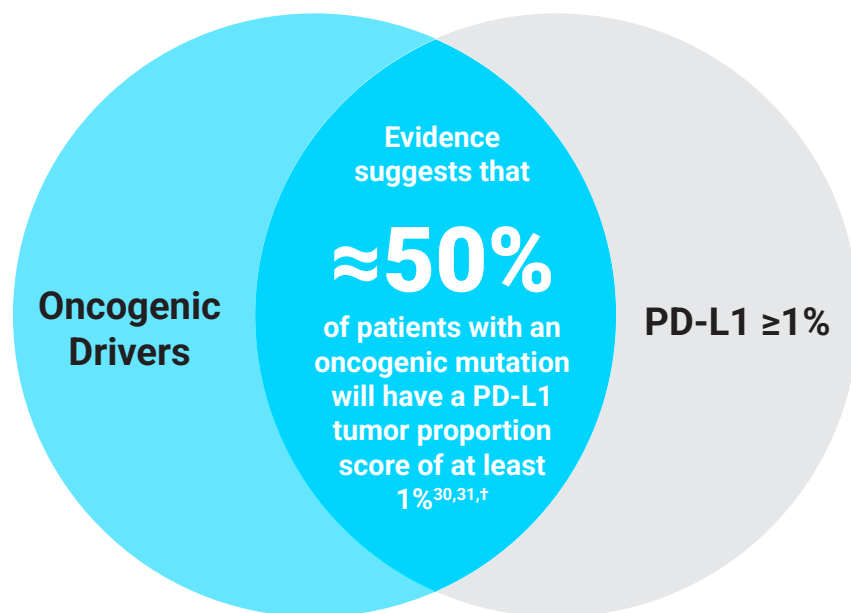 Oncogenic
Drivers
Evidence
suggests that
≈50%
of patients with an
oncogenic mutation
will have a PD-L1
tumor proportion
score of at least
1%30,31,†
PD-L1 ≥1%